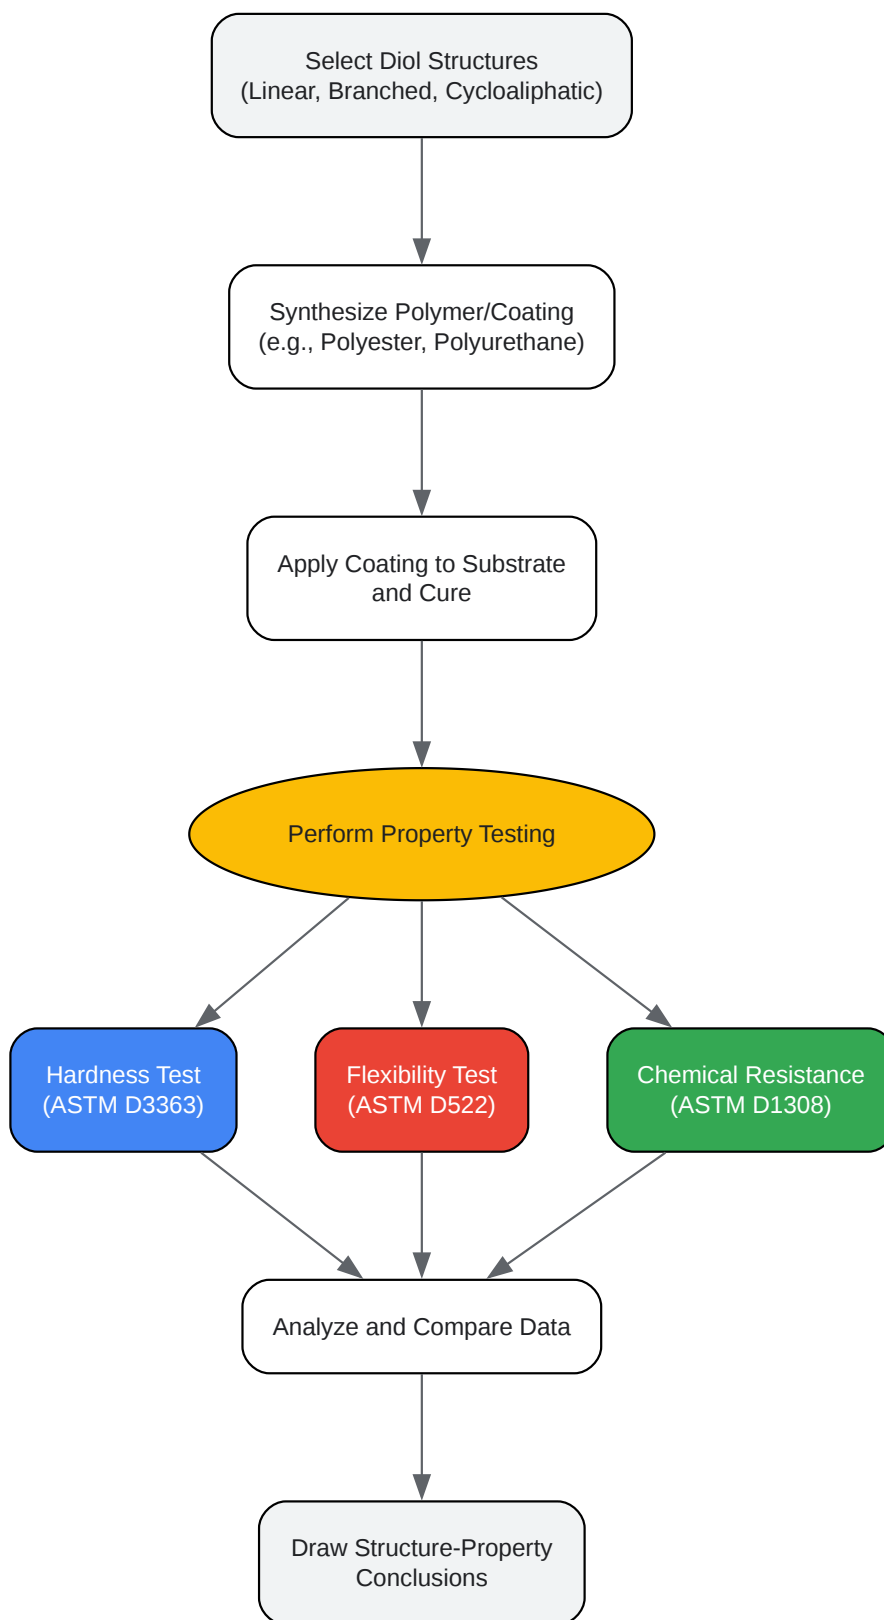 Select Diol Structures
(Linear, Branched, Cycloaliphatic)
Synthesize Polymer/Coating
(e.g., Polyester, Polyurethane)
Apply Coating to Substrate
and Cure
Perform Property Testing
Hardness Test
(ASTM D3363)
Flexibility Test
(ASTM D522)
Chemical Resistance
(ASTM D1308)
Analyze and Compare Data
Draw Structure-Property
Conclusions